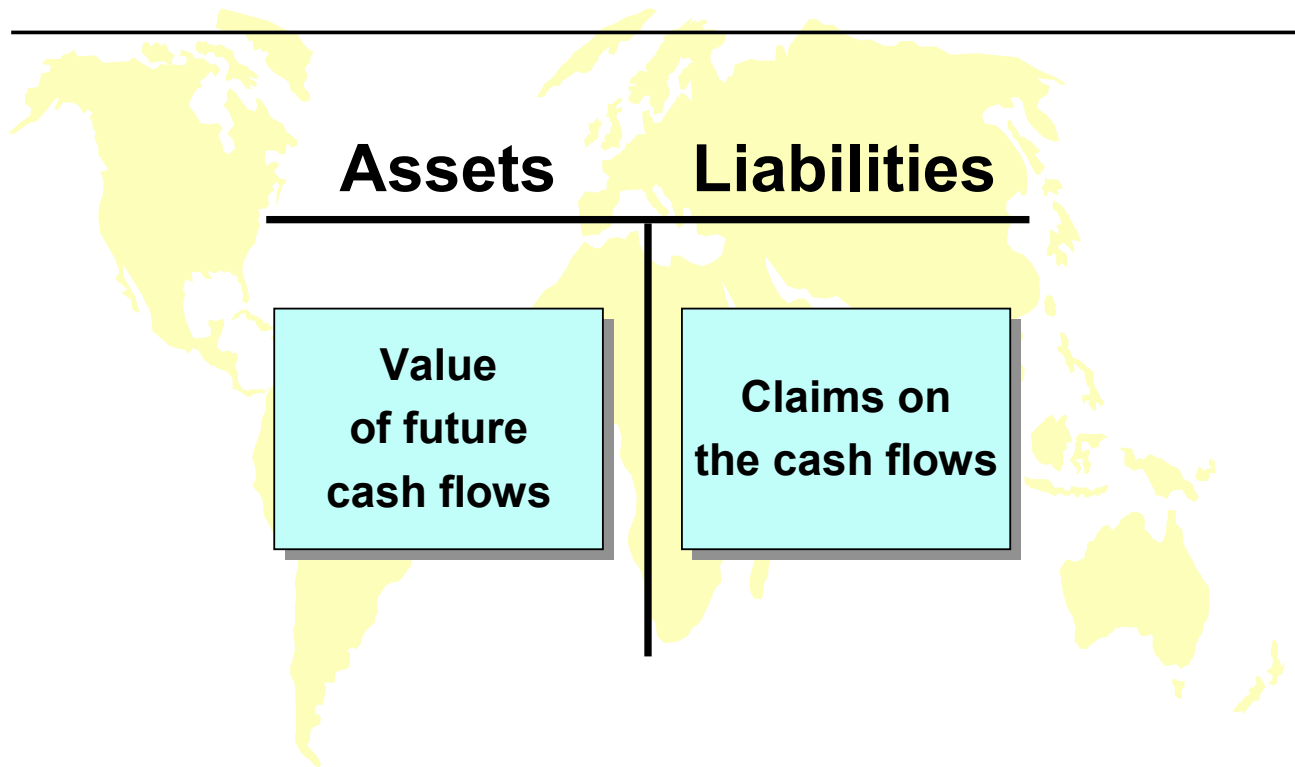 Assets
Liabilities
Value
of future
cash flows
Claims on
the cash flows